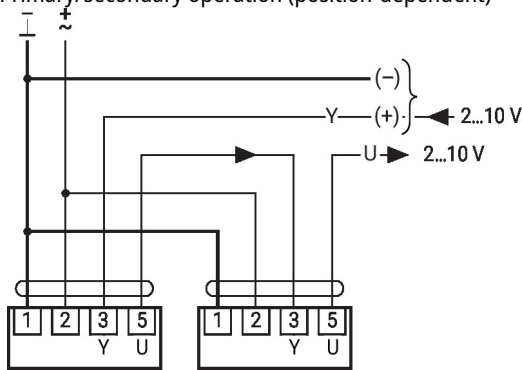 Primary/secondary operation (position-dependent)
– +
⊥ ~
(–)
Y (+) 2...10 V
U 2...10 V
1 2 3 5 1 2 3 5
Y U Y U